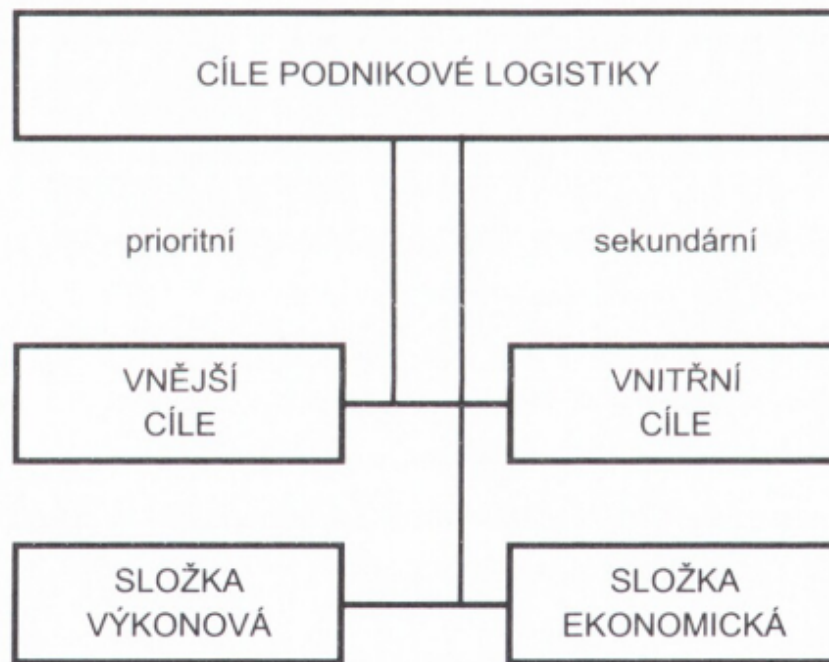 CÍLE PODNIKOVÉ LOGISTIKY
prioritní
sekundární
VNĚJŠÍ
CÍLE
VNITŘNÍ
CÍLE
SLOŽKA
VÝKONOVÁ
SLOŽKA
EKONOMICKÁ